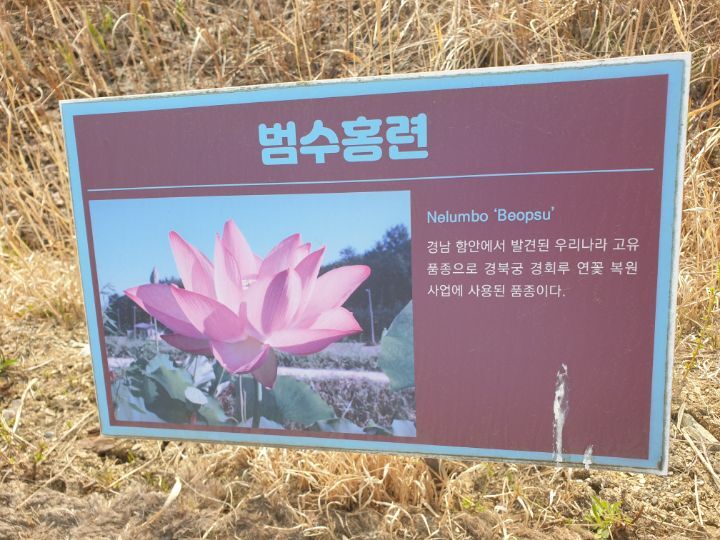 범수홍련
Nelumbo ‘Beopsu’
경남 함안에서 발견된 우리나라 고유
품종으로 경북궁 경회루 연꽃 복원
사업에 사용된 품종이다.